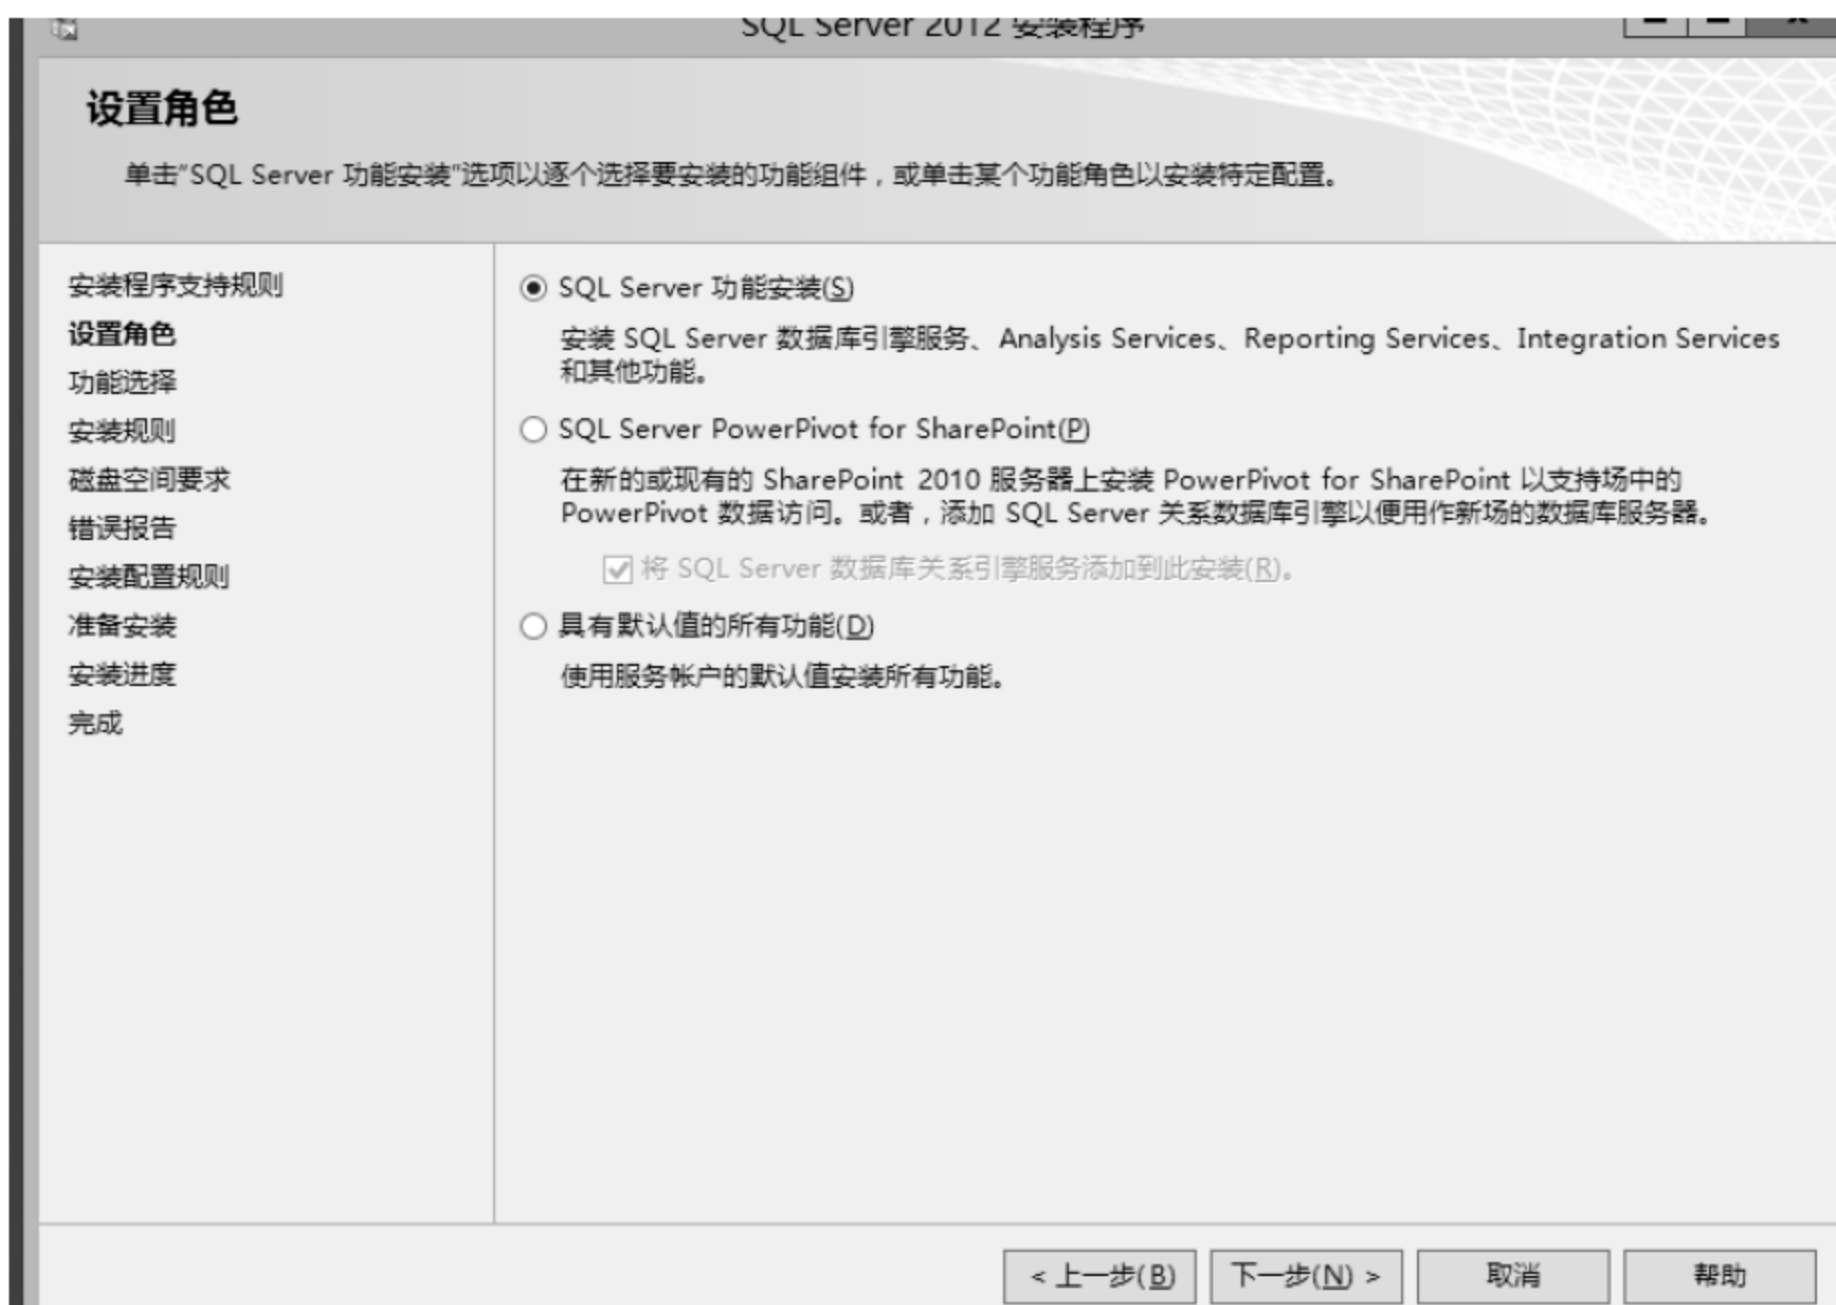 SQL Server 2012 安装程序
设置角色
单击"SQL Server 功能安装"选项以逐个选择要安装的功能组件，或单击某个功能角色以安装特定配置。
安装程序支持规则
设置角色
功能选择
安装规则
磁盘空间要求
错误报告
安装配置规则
准备安装
安装进度
完成
SQL Server 功能安装(S)
安装 SQL Server 数据库引擎服务、Analysis Services、Reporting Services、Integration Services
和其他功能。
SQL Server PowerPivot for SharePoint(P)
在新的或现有的 SharePoint 2010 服务器上安装 PowerPivot for SharePoint 以支持场中的
PowerPivot 数据访问。或者，添加 SQL Server 关系数据库引擎以便用作新场的数据库服务器。
将 SQL Server 数据库关系引擎服务添加到此安装(R)。
具有默认值的所有功能(D)
使用服务帐户的默认值安装所有功能。
< 上一步(B)
下一步(N) >
取消
帮助